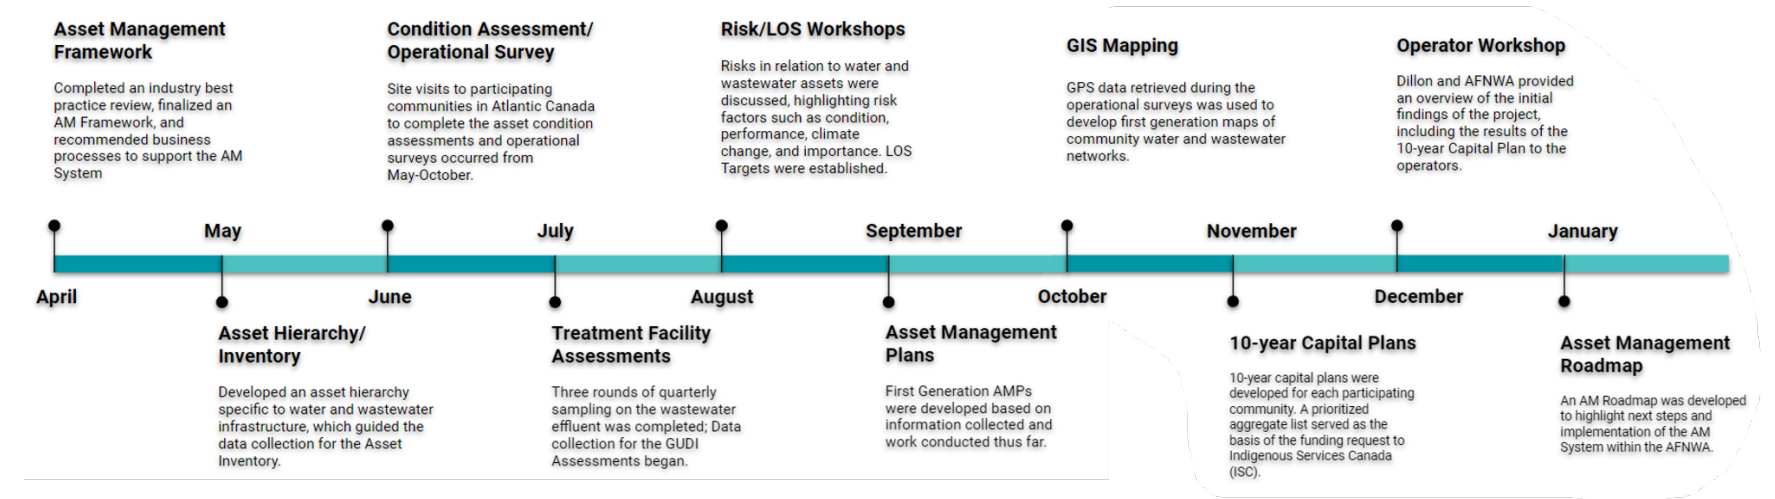 Asset Management
Framework
Completed an industry best
practice review, finalized an
AM Framework, and
recommended business
processes to support the AM
System
Condition Assessment/
Operational Survey
Site visits to participating
communities in Atlantic Canada
to complete the asset condition
assessments and operational
surveys occurred from
May-October.
Risk/LOS Workshops
Risks in relation to water and
wastewater assets were
discussed, highlighting risk
factors such as condition,
performance, climate
change, and importance. LOS
Targets were established.
GIS Mapping
GPS data retrieved during the
operational surveys was used to
develop first generation maps of
community water and wastewater
networks.
Operator Workshop
Dillon and AFNWA provided
an overview of the initial
findings of the project,
including the results of the
10-year Capital Plan to the
operators.
May
July
September
November
January
April
June
August
October
December
Asset Hierarchy/
Inventory
Developed an asset hierarchy
specific to water and wastewater
infrastructure, which guided the
data collection for the Asset
Inventory.
Treatment Facility
Assessments
Three rounds of quarterly
sampling on the wastewater
effluent was completed; Data
collection for the GUDI
Assessments began.
Asset Management
Plans
First Generation AMPs
were developed based on
information collected and
work conducted thus far.
10-year Capital Plans
10-year capital plans were
developed for each participating
community. A prioritized
aggregate list served as the
basis of the funding request to
Indigenous Services Canada
(ISC).
Asset Management
Roadmap
An AM Roadmap was developed
to highlight next steps and
implementation of the AM
System within the AFNWA.